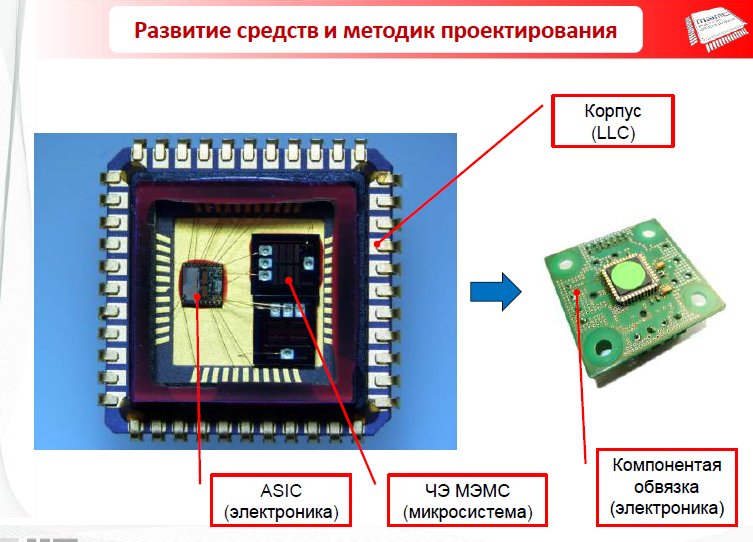 Развитие средств и методик проектирования
Корпус
(LLC)
ASIC
(электроника)
ЧЭ МЭМС
(микросистема)
Компонентая
обвязка
(электроника)